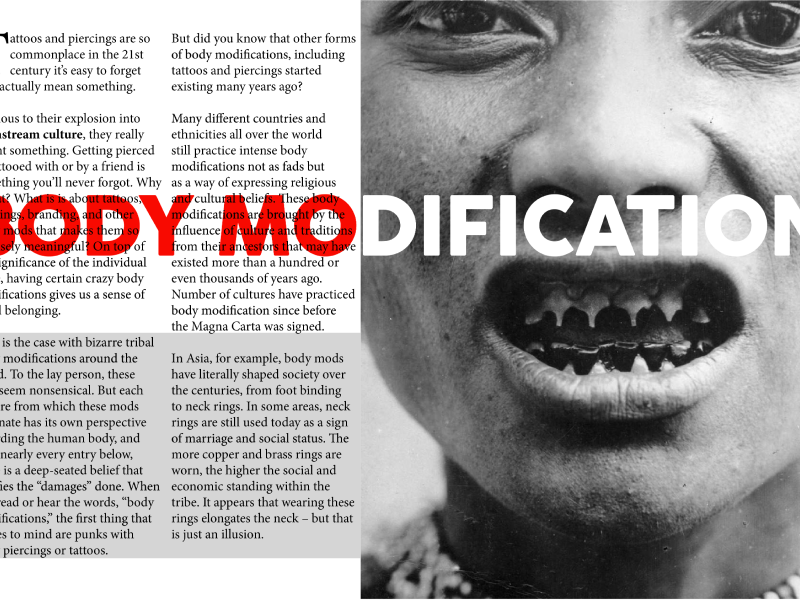 Tattoos and piercings are so
commonplace in the 21st
century it's easy to forget
actually mean something.
ious to their explosion into
nstream culture, they really
nt something. Getting pierced
ttooed with or by a friend is
ething you'll never forgot. Why
t? What is is about tattoos,
ings, branding, and other
mods that makes them so
sely meaningful? On top of
ignificance of the individual
, having certain crazy body
ifications gives us a sense of
l belonging.
is the case with bizarre tribal
modifications around the
d. To the lay person, these
seem nonsensical. But each
re from which these mods
nate has its own perspective
rding the human body, and
nearly every entry below,
is a deep-seated belief that
fies the “damages” done. When
read or hear the words, “body
ifications,” the first thing that
es to mind are punks with
piercings or tattoos.
But did you know that other forms
of body modifications, including
tattoos and piercings started
existing many years ago?
Many different countries and
ethnicities all over the world
still practice intense body
modifications not as fads but
as a way of expressing religious
and cultural beliefs. These body
modifications are brought by the
influence of culture and traditions
from their ancestors that may have
existed more than a hundred or
even thousands of years ago.
Number of cultures have practiced
body modification since before
the Magna Carta was signed.
In Asia, for example, body mods
have literally shaped society over
the centuries, from foot binding
to neck rings. In some areas, neck
rings are still used today as a sign
of marriage and social status. The
more copper and brass rings are
worn, the higher the social and
economic standing within the
tribe. It appears that wearing these
rings elongates the neck – but that
is just an illusion.
ODY MODIFICATION